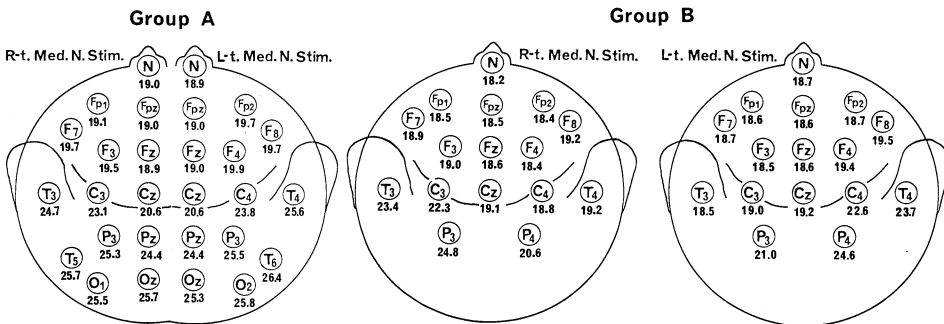 Group A
Group B
R-t. Med. N. Stim. L-t. Med. N. Stim. R-t. Med. N. Stim. L-t. Med. N. Stim.
N N N N
19.0 18.9 18.2 18.7
Fp1 Fpz Fpz Fp2 Fp1 Fpz Fp2 Fp1 Fpz Fp2
19.1 19.0 19.0 19.7 18.5 18.5 18.4 18.6 18.6 18.7
F7 F8 F7 F8 F7 F8
19.7 19.7 18.9 19.2 18.7 19.5
F3 Fz Fz F4 F3 Fz F4 F3 Fz F4
19.5 18.9 19.0 19.9 19.0 18.6 18.4 18.5 18.6 19.4
T3 C3 Cz Cz C4 T4 T3 C3 Cz C4 T4 T3 C3 Cz C4 T4
24.7 23.1 20.6 20.6 23.8 25.6 23.4 22.3 19.1 18.8 19.2 18.5 19.0 19.2 22.6 23.7
P3 Pz Pz P3 P3 P4 P3 P4
25.3 24.4 24.4 25.5 24.8 20.6 21.0 24.6
T5 T6
25.7 26.4
O1 Oz Oz O2
25.5 25.7 25.3 25.8